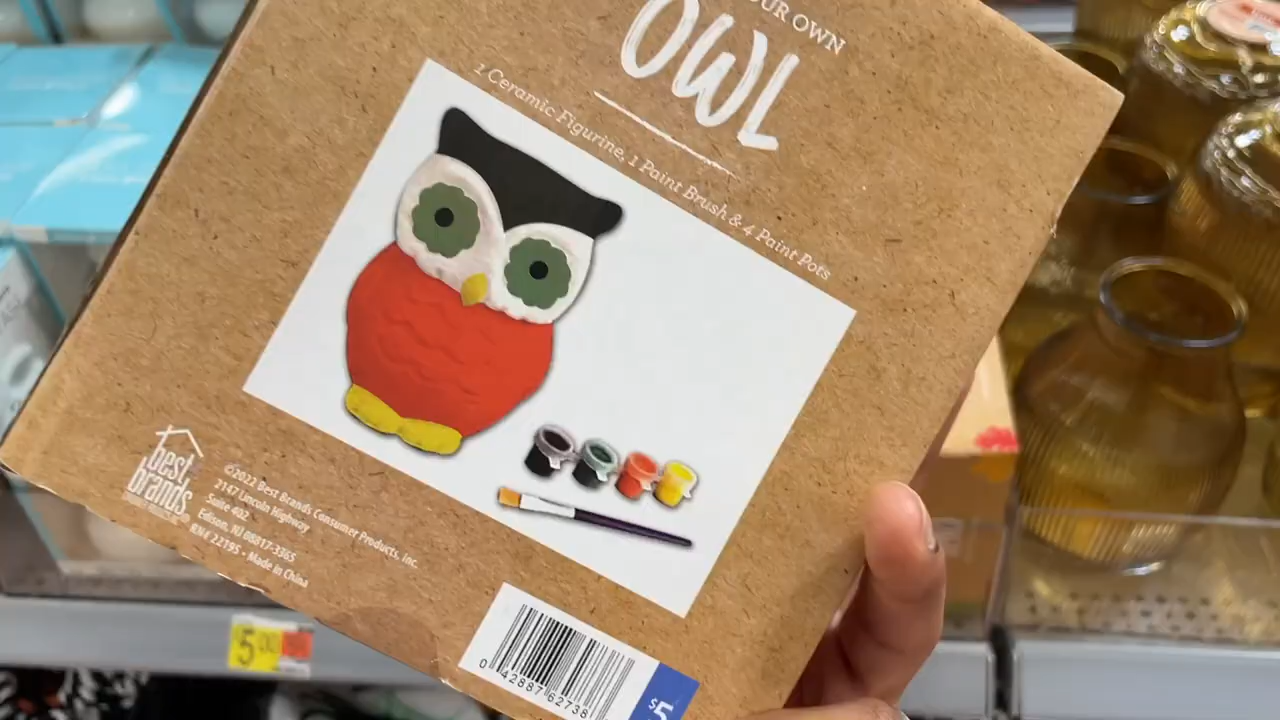 OUR OWN
OWL
1 Ceramic Figurine, 1 Paint Brush & 4 Paint Pots
best
brands
©2022 Best Brands Consumer Products, Inc.
2147 Lincoln Highway
Suite 402
Edison, NJ 08817-3365
RN# 22195 • Made in China
0 42887 62738
$5
$5.00